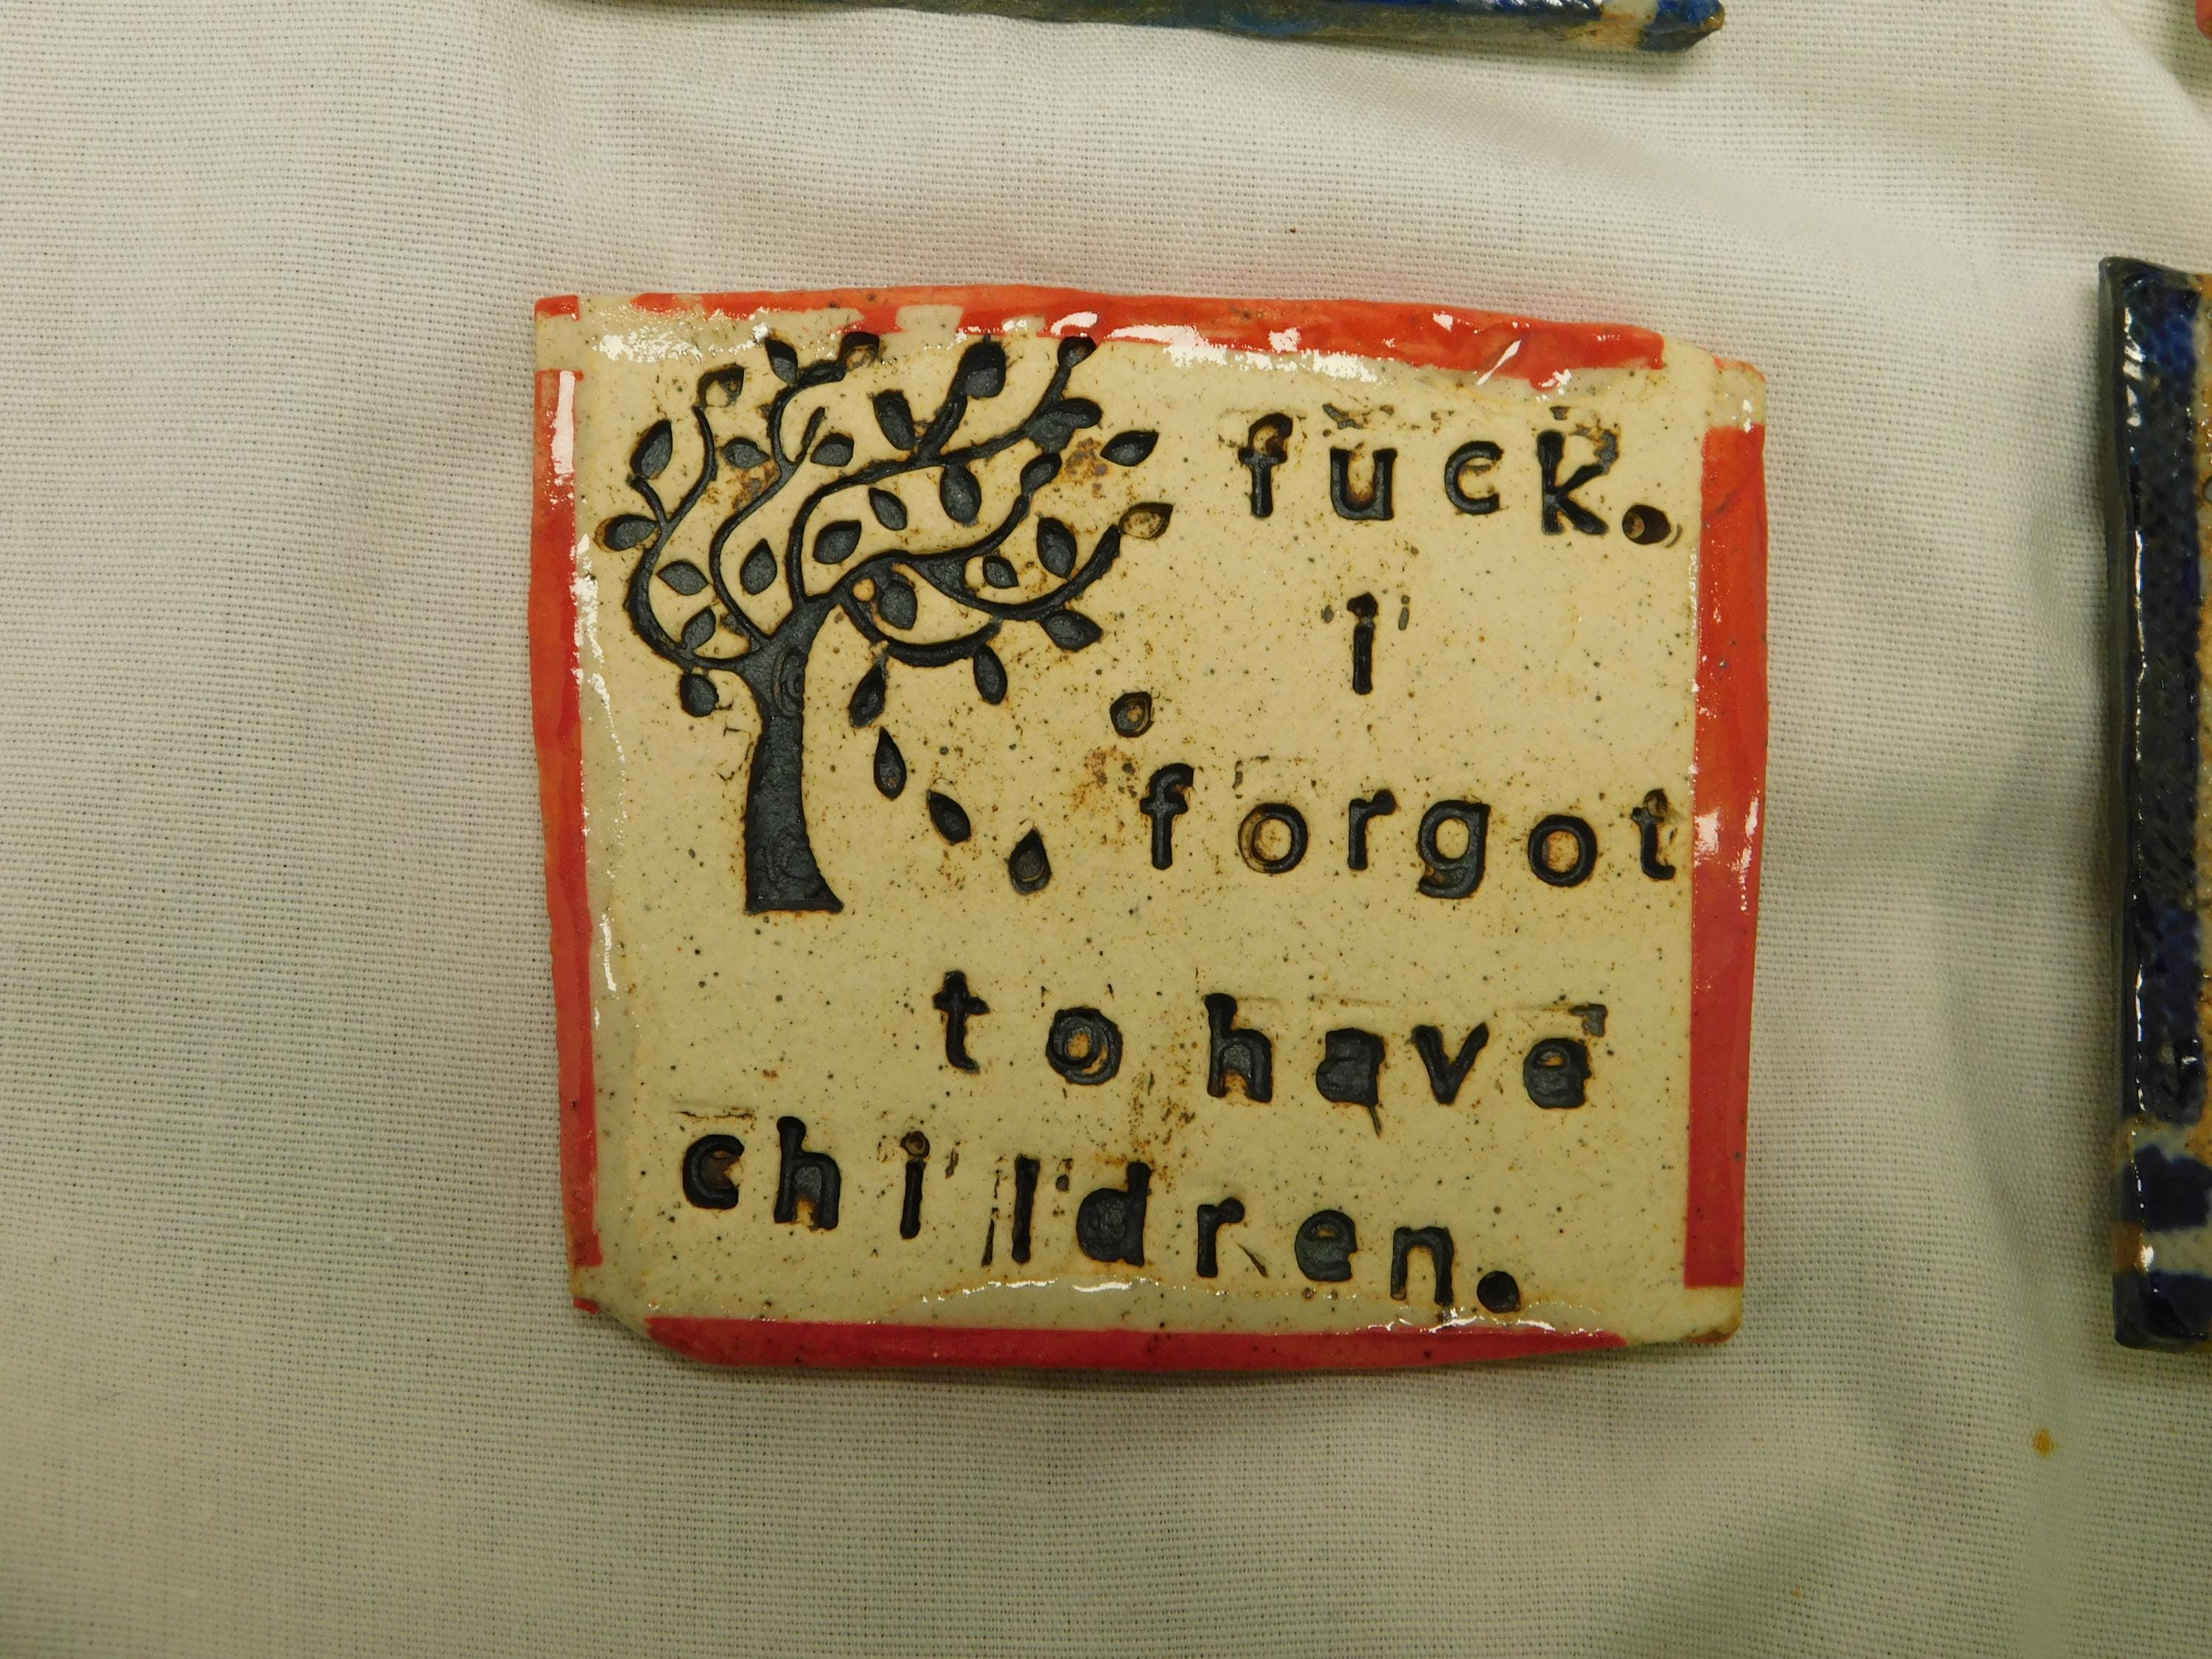 fuck.
i
forgot
to have
children.